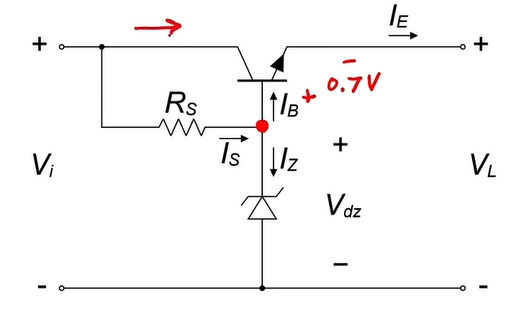 I_E
+ +
−
+ 0.7V
R_S I_B
I_S I_Z +
V_i V_dz V_L
−
- -